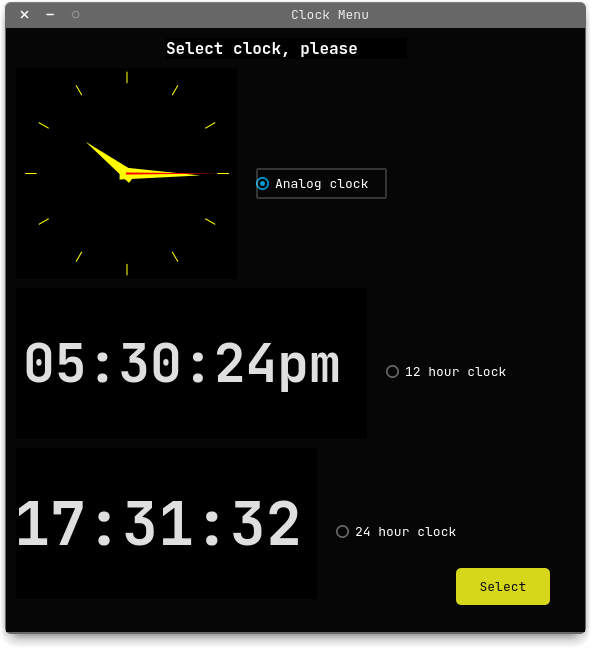 Clock Menu
Select clock, please
Analog clock
05:30:24pm
12 hour clock
17:31:32
24 hour clock
Select